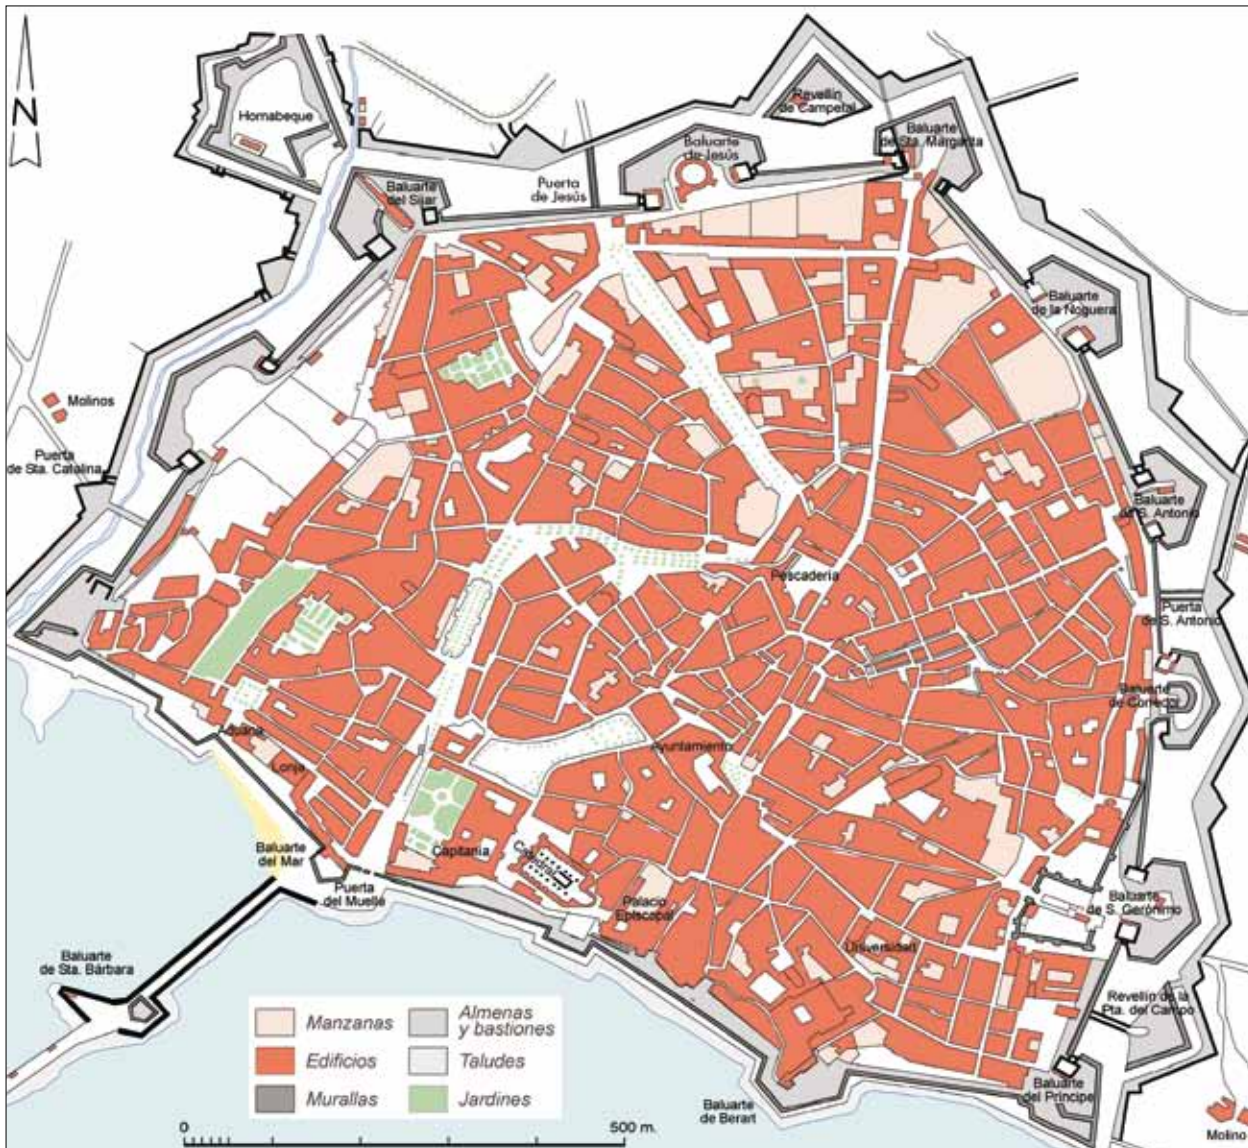 N
Hornabeque
Revellín
de Campetal
Baluarte
de Sta. Margarita
Baluarte
de Jesús
Puerta
de Jesús
Baluarte
del Sitjar
Baluarte
de la Noguera
Molinos
Puerta
de Sta. Catalina
Baluarte
de S. Antonio
Pescadería
Puerta
de S. Antonio
Baluarte
de
Aduana
Lonja
Ayuntamiento
Baluarte
del Mar
Puerta
del Muelle
Capitanía
Catedral
Palacio
Episcopal
Baluarte
de S. Gerónimo
Universidad
Baluarte
de Sta. Bárbara
Revellín de la
Pta. del Campo
Baluarte
del Príncipe
Baluarte
de Berart
Molino
Manzanas
Edificios
Murallas
Almenas
y bastiones
Taludes
Jardines
0
500 m.